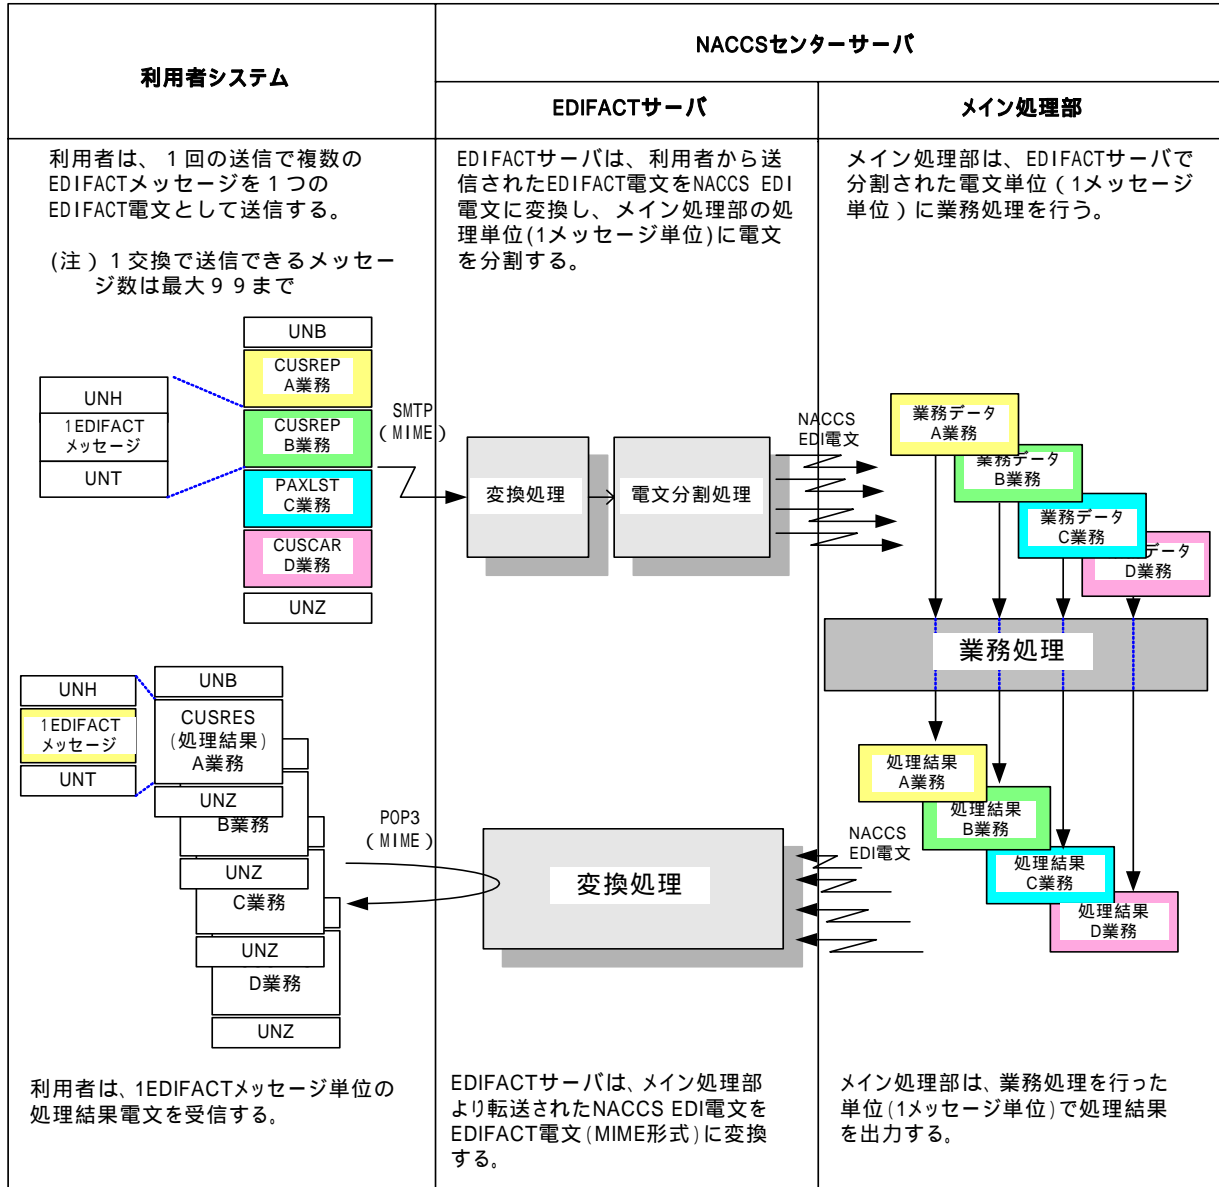 利用者システム
NACCSセンターサーバ
EDIFACTサーバ
メイン処理部
利用者は、１回の送信で複数の
EDIFACTメッセージを１つの
EDIFACT電文として送信する。
(注）１交換で送信できるメッセー
ジ数は最大９９まで
EDIFACTサーバは、利用者から送
信されたEDIFACT電文をNACCS EDI
電文に変換し、メイン処理部の処
理単位(1メッセージ単位)に電文
を分割する。
メイン処理部は、EDIFACTサーバで
分割された電文単位（1メッセージ
単位）に業務処理を行う。
UNB
CUSREP
A業務
CUSREP
B業務
PAXLST
C業務
CUSCAR
D業務
UNZ
UNH
1EDIFACT
メッセージ
UNT
SMTP
(MIME)
変換処理
電文分割処理
NACCS
EDI電文
業務データ
A業務
業務データ
B業務
業務データ
C業務
データ
D業務
業務処理
UNH
1EDIFACT
メッセージ
UNT
UNB
CUSRES
(処理結果)
A業務
UNZ
B業務
UNZ
C業務
UNZ
D業務
UNZ
POP3
(MIME)
変換処理
NACCS
EDI電文
処理結果
A業務
処理結果
B業務
処理結果
C業務
処理結果
D業務
利用者は、1EDIFACTメッセージ単位の
処理結果電文を受信する。
EDIFACTサーバは、メイン処理部
より転送されたNACCS EDI電文を
EDIFACT電文(MIME形式)に変換
する。
メイン処理部は、業務処理を行った
単位(1メッセージ単位)で処理結果
を出力する。